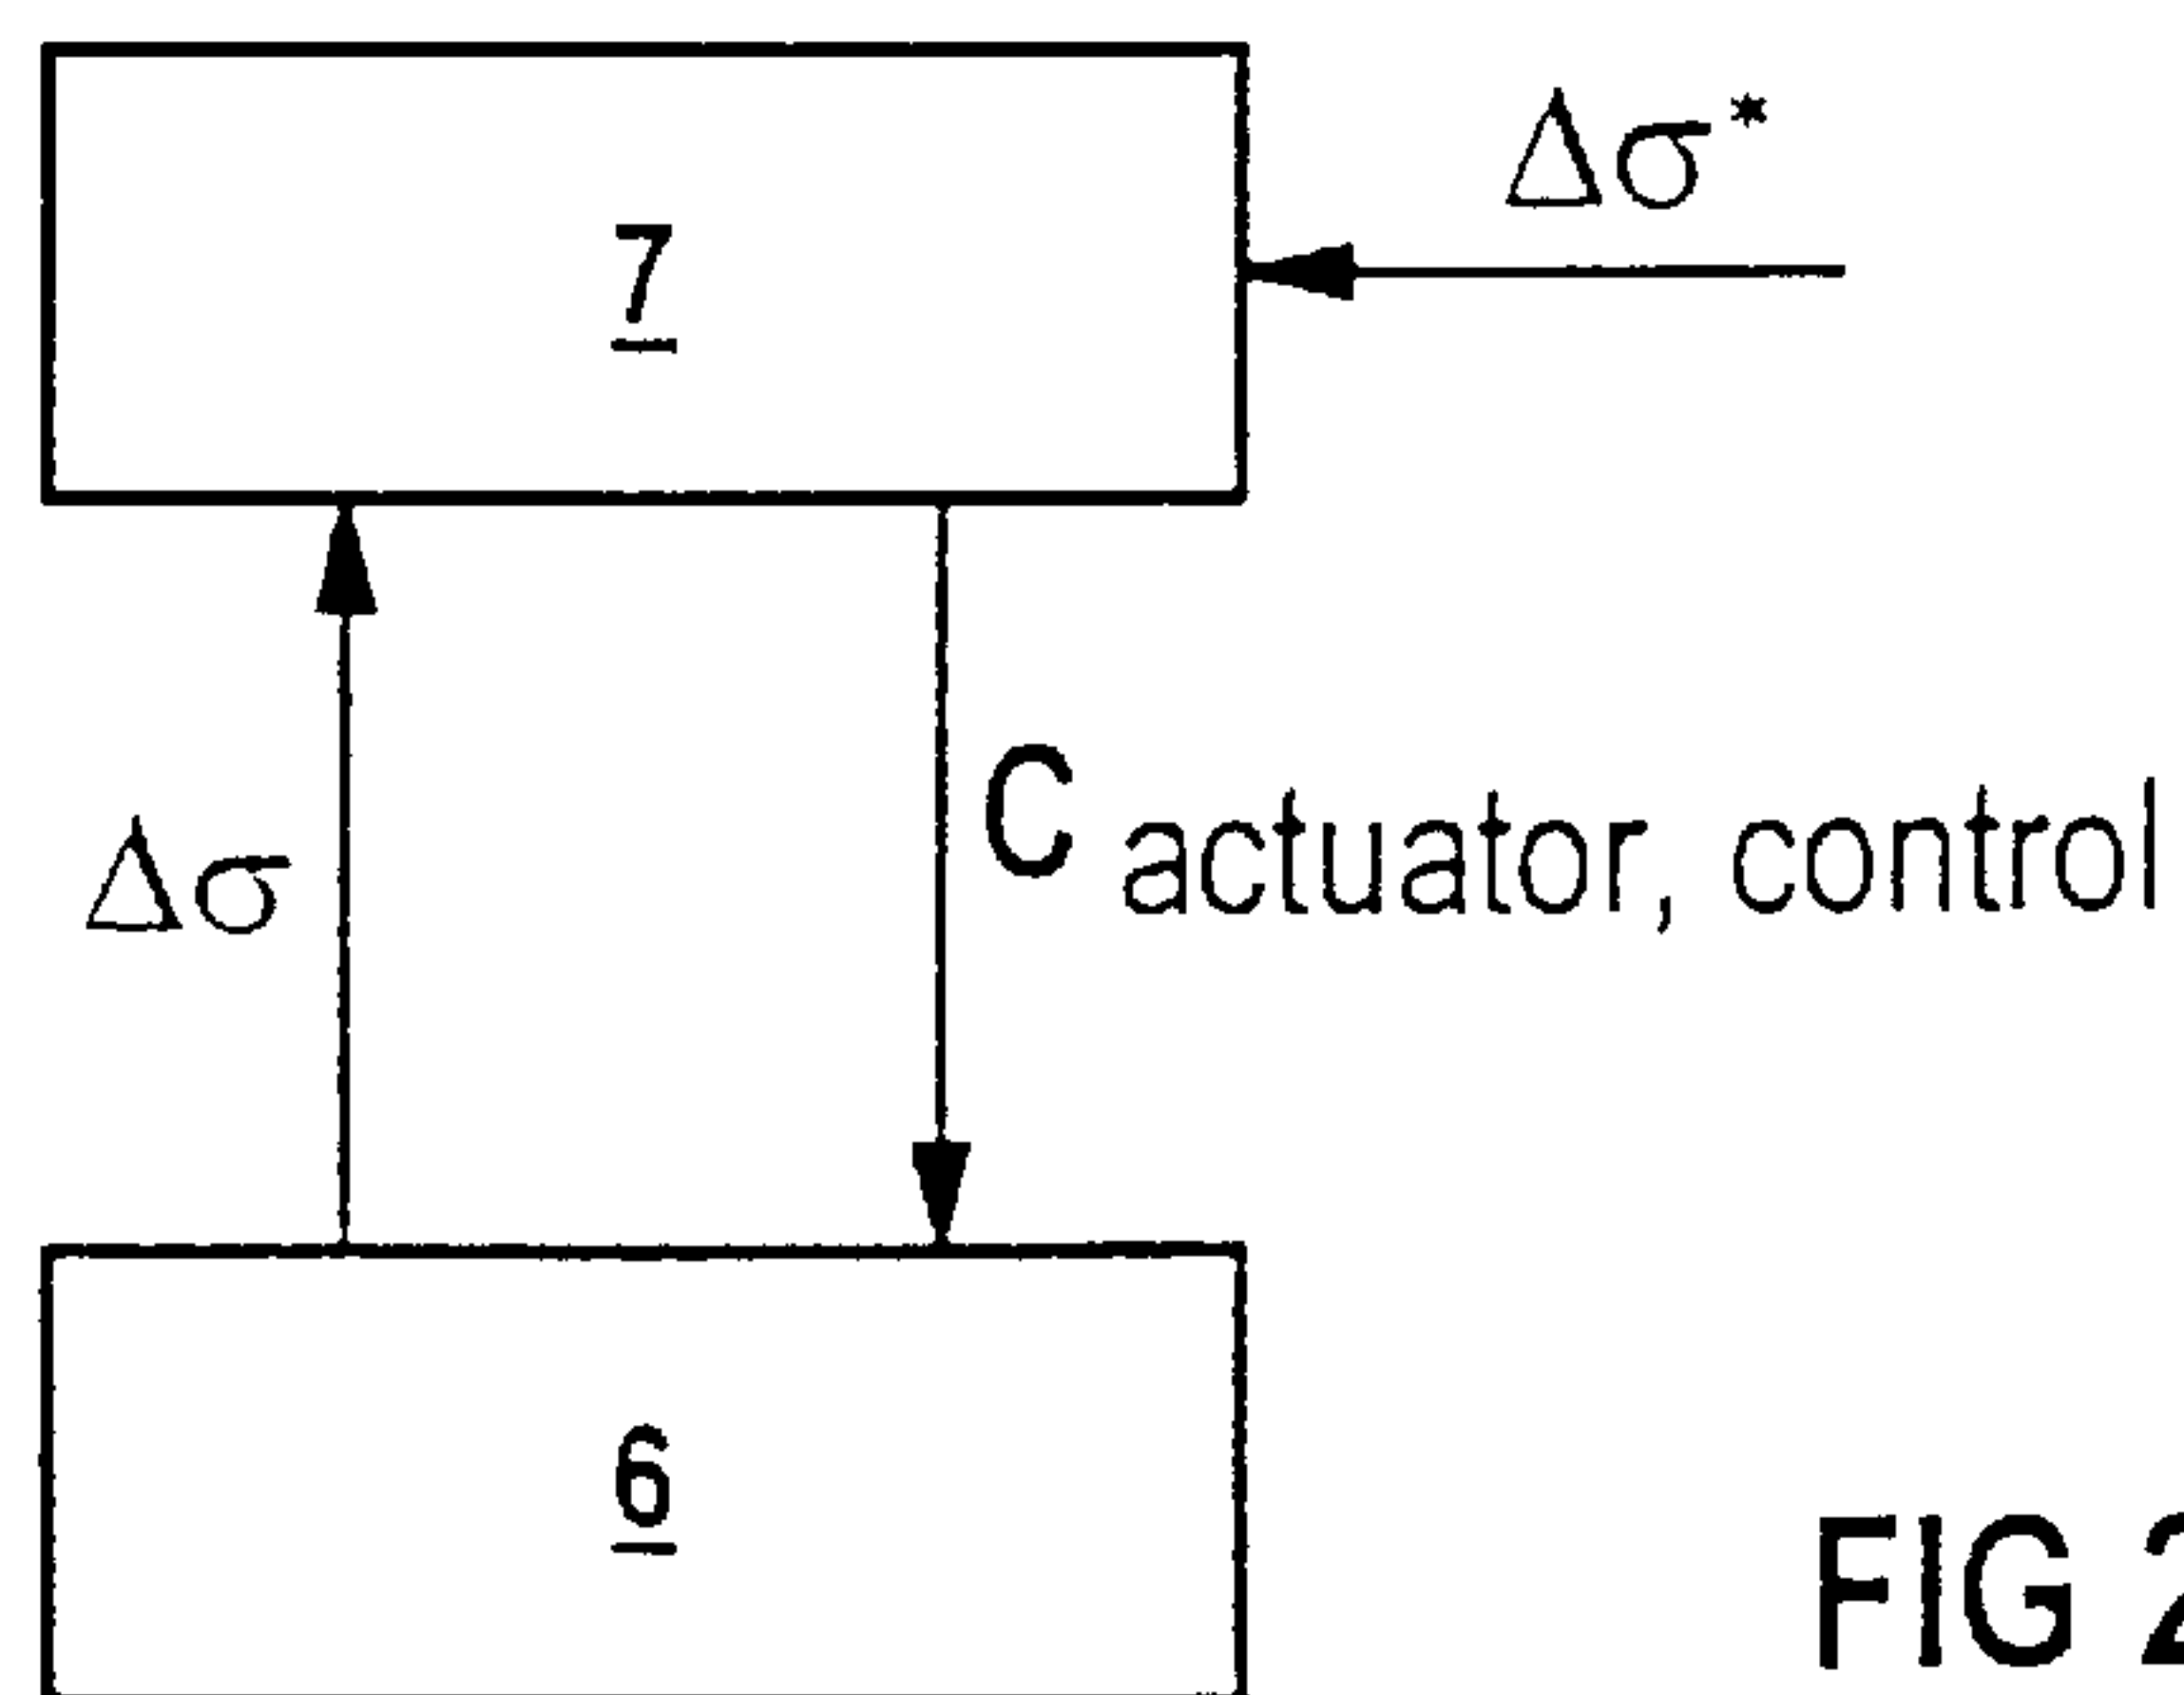 Δσ*
7
C actuator, control
Δσ
6
FIG 2